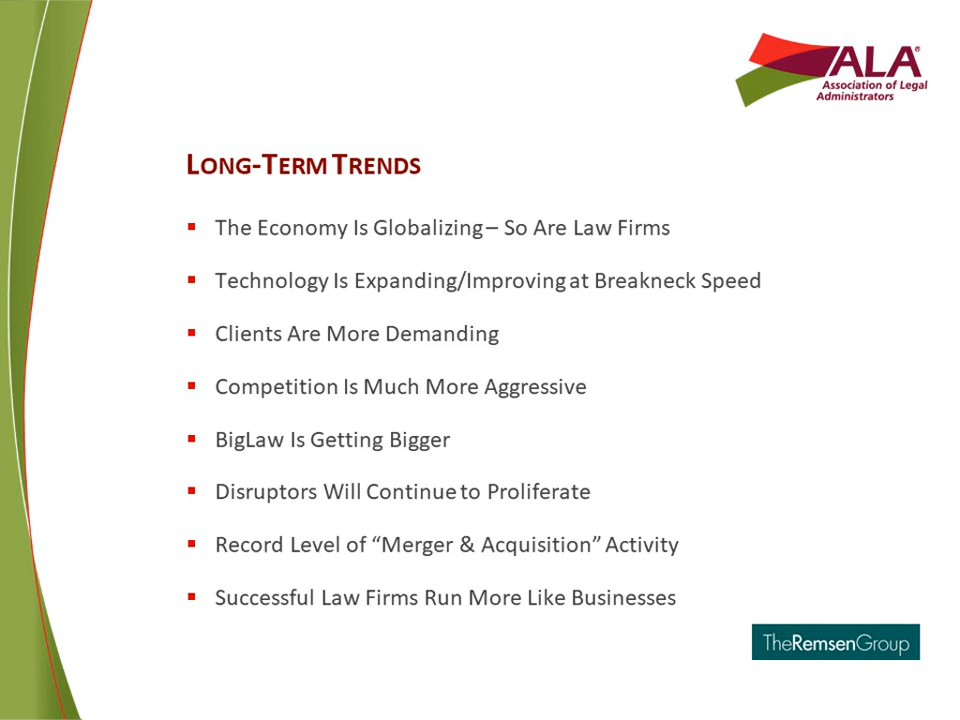 ALA®
Association of Legal
Administrators
LONG-TERM TRENDS
▪ The Economy Is Globalizing – So Are Law Firms
▪ Technology Is Expanding/Improving at Breakneck Speed
▪ Clients Are More Demanding
▪ Competition Is Much More Aggressive
▪ BigLaw Is Getting Bigger
▪ Disruptors Will Continue to Proliferate
▪ Record Level of “Merger & Acquisition” Activity
▪ Successful Law Firms Run More Like Businesses
TheRemsenGroup